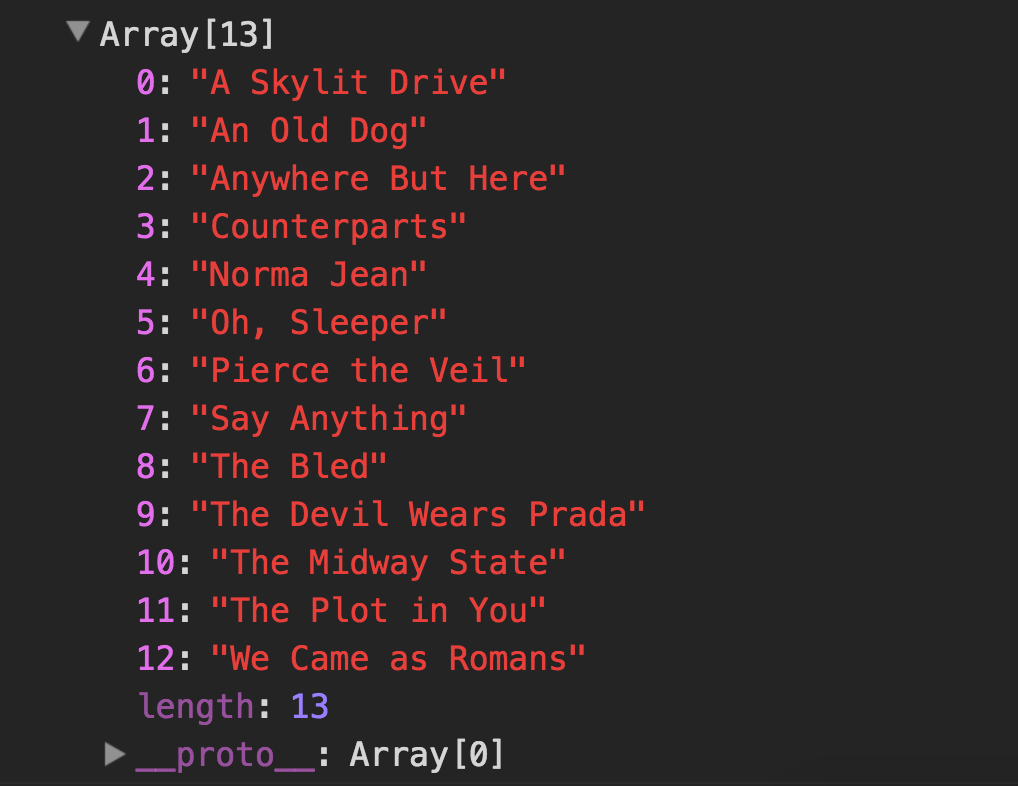 ▼ Array[13]
0: "A Skylit Drive"
1: "An Old Dog"
2: "Anywhere But Here"
3: "Counterparts"
4: "Norma Jean"
5: "Oh, Sleeper"
6: "Pierce the Veil"
7: "Say Anything"
8: "The Bled"
9: "The Devil Wears Prada"
10: "The Midway State"
11: "The Plot in You"
12: "We Came as Romans"
length: 13
▶ __proto__: Array[0]